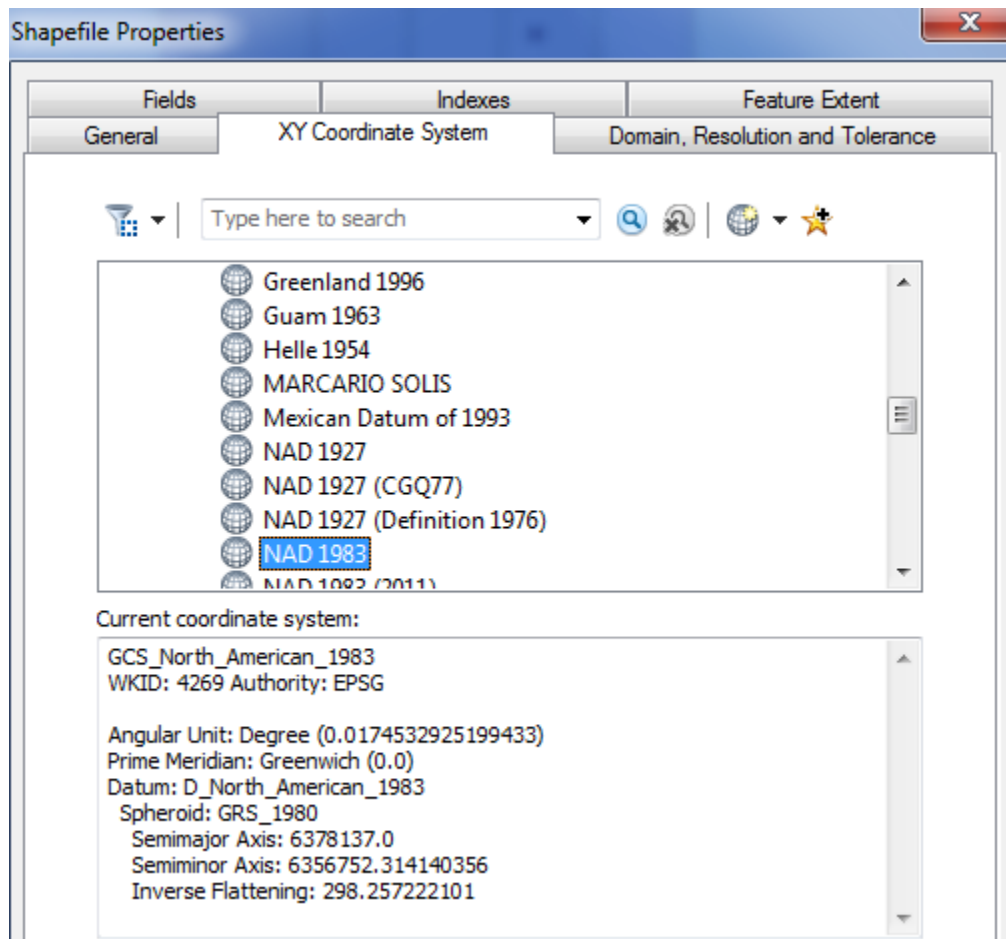 Shapefile Properties
Fields
Indexes
Feature Extent
General
XY Coordinate System
Domain, Resolution and Tolerance
Type here to search
Greenland 1996
Guam 1963
Helle 1954
MARCARIO SOLIS
Mexican Datum of 1993
NAD 1927
NAD 1927 (CGQ77)
NAD 1927 (Definition 1976)
NAD 1983
NAD 1983 (2011)
Current coordinate system:
GCS_North_American_1983
WKID: 4269 Authority: EPSG
Angular Unit: Degree (0.0174532925199433)
Prime Meridian: Greenwich (0.0)
Datum: D_North_American_1983
Spheroid: GRS_1980
Semimajor Axis: 6378137.0
Semiminor Axis: 6356752.314140356
Inverse Flattening: 298.257222101